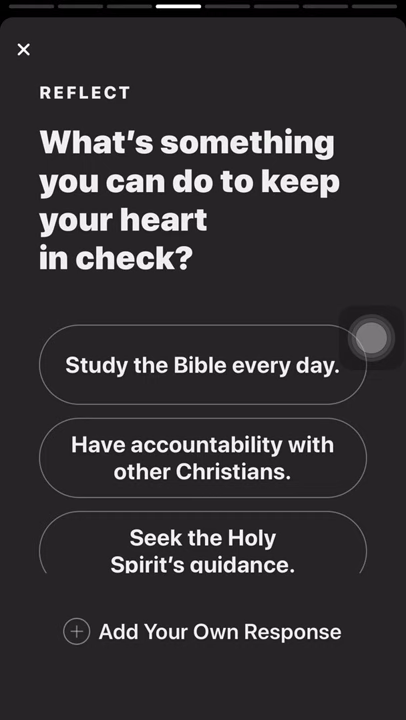 REFLECT
What's something
you can do to keep
your heart
in check?
Study the Bible every day.
Have accountability with
other Christians.
Seek the Holy
Spirit's guidance.
Add Your Own Response